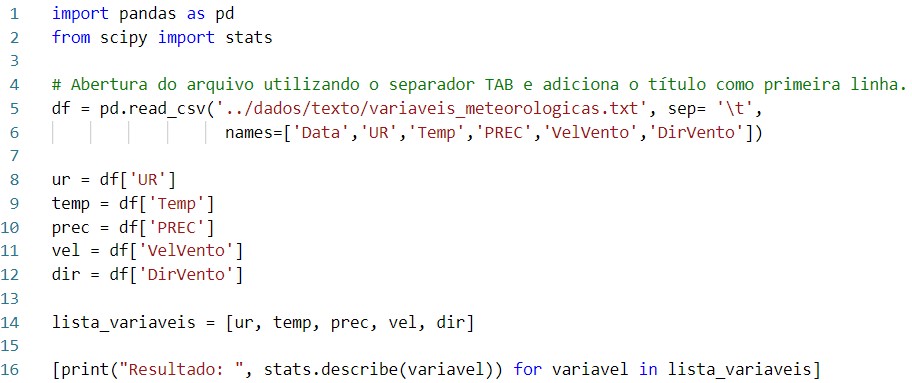 1 import pandas as pd
2 from scipy import stats
3
4 # Abertura do arquivo utilizando o separador TAB e adiciona o título como primeira linha.
5 df = pd.read_csv('../dados/texto/variaveis_meteorologicas.txt', sep= '\t',
6                   names=['Data','UR','Temp','PREC','VelVento','DirVento'])
7
8 ur = df['UR']
9 temp = df['Temp']
10 prec = df['PREC']
11 vel = df['VelVento']
12 dir = df['DirVento']
13
14 lista_variaveis = [ur, temp, prec, vel, dir]
15
16 [print("Resultado: ", stats.describe(variavel)) for variavel in lista_variaveis]